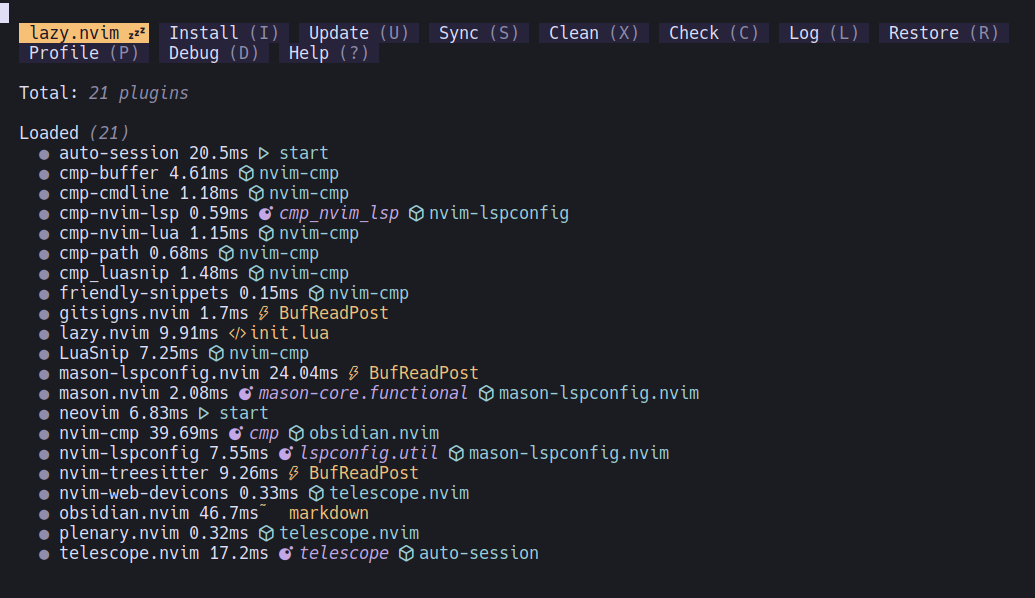 lazy.nvim 💤 Install (I) Update (U) Sync (S) Clean (X) Check (C) Log (L) Restore (R)
Profile (P) Debug (D) Help (?)
Total: 21 plugins
Loaded (21)
● auto-session 20.5ms ▷ start
● cmp-buffer 4.61ms nvim-cmp
● cmp-cmdline 1.18ms nvim-cmp
● cmp-nvim-lsp 0.59ms cmp_nvim_lsp nvim-lspconfig
● cmp-nvim-lua 1.15ms nvim-cmp
● cmp-path 0.68ms nvim-cmp
● cmp_luasnip 1.48ms nvim-cmp
● friendly-snippets 0.15ms nvim-cmp
● gitsigns.nvim 1.7ms BufReadPost
● lazy.nvim 9.91ms </> init.lua
● LuaSnip 7.25ms nvim-cmp
● mason-lspconfig.nvim 24.04ms BufReadPost
● mason.nvim 2.08ms mason-core.functional mason-lspconfig.nvim
● neovim 6.83ms ▷ start
● nvim-cmp 39.69ms cmp obsidian.nvim
● nvim-lspconfig 7.55ms lspconfig.util mason-lspconfig.nvim
● nvim-treesitter 9.26ms BufReadPost
● nvim-web-devicons 0.33ms telescope.nvim
● obsidian.nvim 46.7ms˜ markdown
● plenary.nvim 0.32ms telescope.nvim
● telescope.nvim 17.2ms telescope auto-session